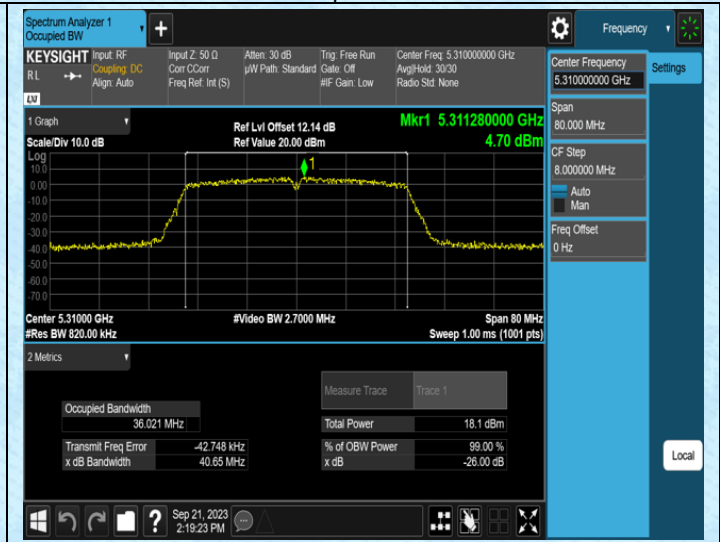 Spectrum Analyzer 1
Occupied BW
+
Frequency
KEYSIGHT
RL
LXI
Input: RF
Coupling: DC
Align: Auto
Input Z: 50 Ω
Corr CCorr
Freq Ref: Int (S)
Atten: 30 dB
µW Path: Standard
Trig: Free Run
Gate: Off
#IF Gain: Low
Center Freq: 5.310000000 GHz
Avg|Hold: 30/30
Radio Std: None
Center Frequency
5.310000000 GHz
Settings
Span
80.000 MHz
CF Step
8.000000 MHz
Auto
Man
Freq Offset
0 Hz
Local
1 Graph
Scale/Div 10.0 dB
Ref Lvl Offset 12.14 dB
Ref Value 20.00 dBm
Mkr1 5.311280000 GHz
4.70 dBm
Log
1
10.0
0.00
-10.0
-20.0
-30.0
-40.0
-50.0
-60.0
-70.0
Center 5.31000 GHz
#Res BW 820.00 kHz
#Video BW 2.7000 MHz
Span 80 MHz
Sweep 1.00 ms (1001 pts)
2 Metrics
Measure Trace Trace 1
Occupied Bandwidth
36.021 MHz
Total Power 18.1 dBm
Transmit Freq Error -42.748 kHz
% of OBW Power 99.00 %
x dB Bandwidth 40.65 MHz
x dB -26.00 dB
?
Sep 21, 2023
2:19:23 PM